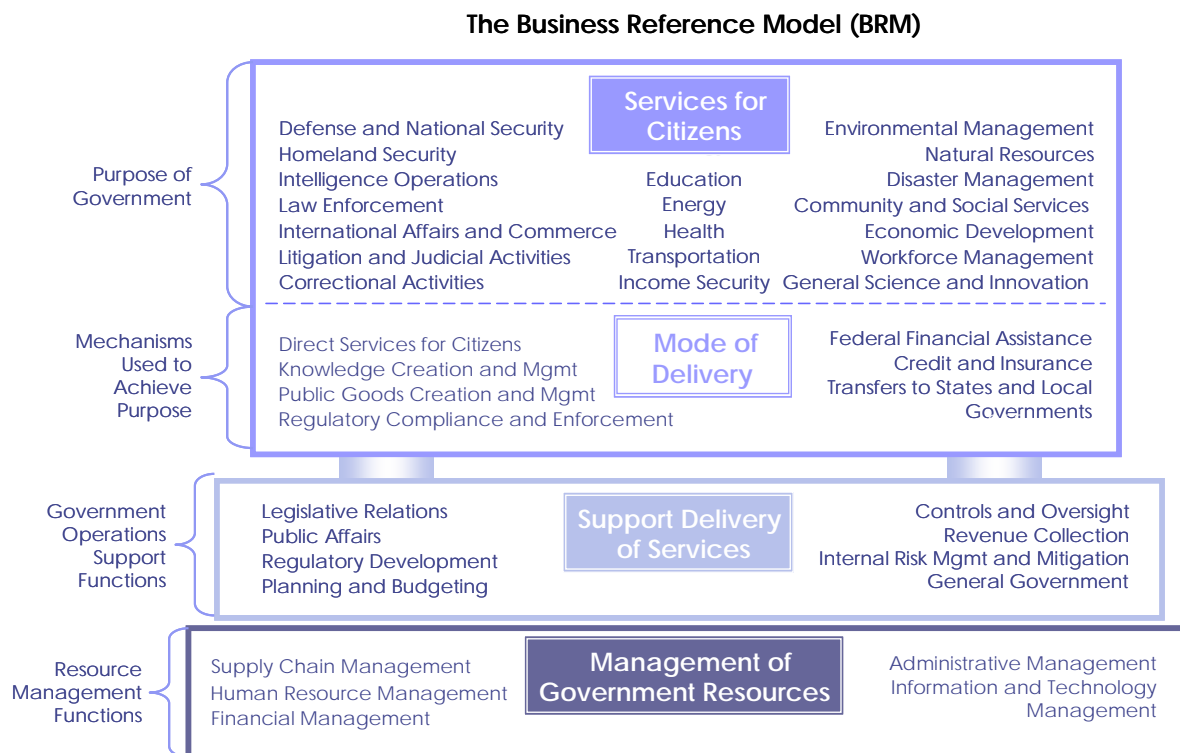 The Business Reference Model (BRM)
Purpose of
Government
Services for
Citizens
Defense and National Security
Homeland Security
Intelligence Operations
Law Enforcement
International Affairs and Commerce
Litigation and Judicial Activities
Correctional Activities
Education
Energy
Health
Transportation
Income Security
Environmental Management
Natural Resources
Disaster Management
Community and Social Services
Economic Development
Workforce Management
General Science and Innovation
Mechanisms
Used to
Achieve
Purpose
Mode of
Delivery
Direct Services for Citizens
Knowledge Creation and Mgmt
Public Goods Creation and Mgmt
Regulatory Compliance and Enforcement
Federal Financial Assistance
Credit and Insurance
Transfers to States and Local
Governments
Government
Operations
Support
Functions
Support Delivery
of Services
Legislative Relations
Public Affairs
Regulatory Development
Planning and Budgeting
Controls and Oversight
Revenue Collection
Internal Risk Mgmt and Mitigation
General Government
Resource
Management
Functions
Management of
Government Resources
Supply Chain Management
Human Resource Management
Financial Management
Administrative Management
Information and Technology
Management